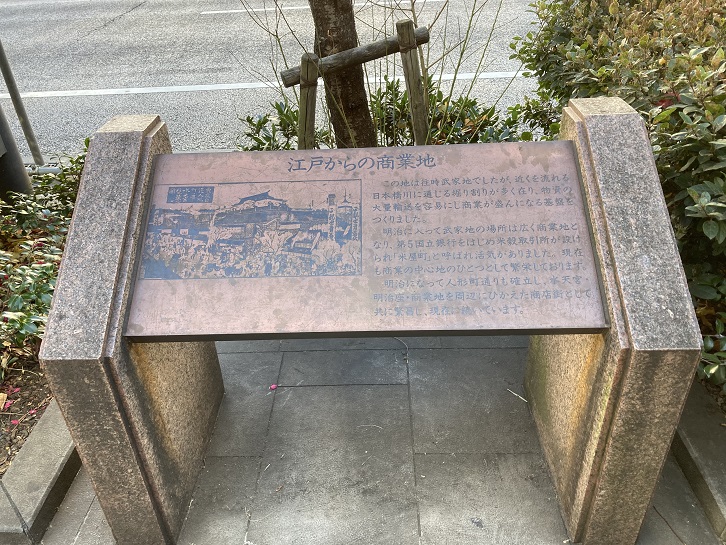 江戸からの商業地
この地は往時武家地でしたが、近くを流れる
日本橋川に通じる堀り割りが多く在り、物資の
大量輸送を容易にし商業が盛んになる基盤を
つくりました。
明治に入って武家地の場所は広く商業地と
なり、第5国立銀行をはじめ米穀取引所が設け
られ「米屋町」と呼ばれ活気がありました。現在
も商業の中心地のひとつとして繁栄しております。
明治になって人形町通りも確立し、水天宮・
明治座・商業地を周辺にひかえた商店街として
共に繁昌し、現在に続いています。